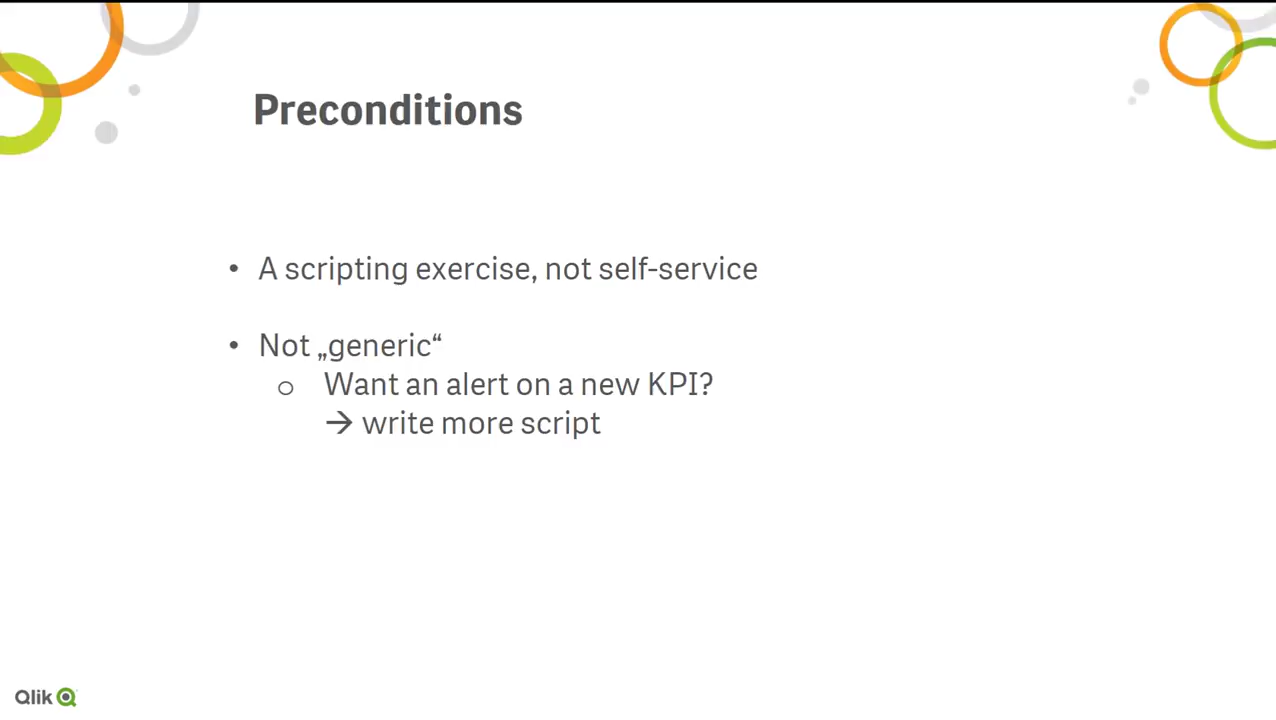 Preconditions
• A scripting exercise, not self-service
• Not „generic“
o Want an alert on a new KPI?
→ write more script
Qlik